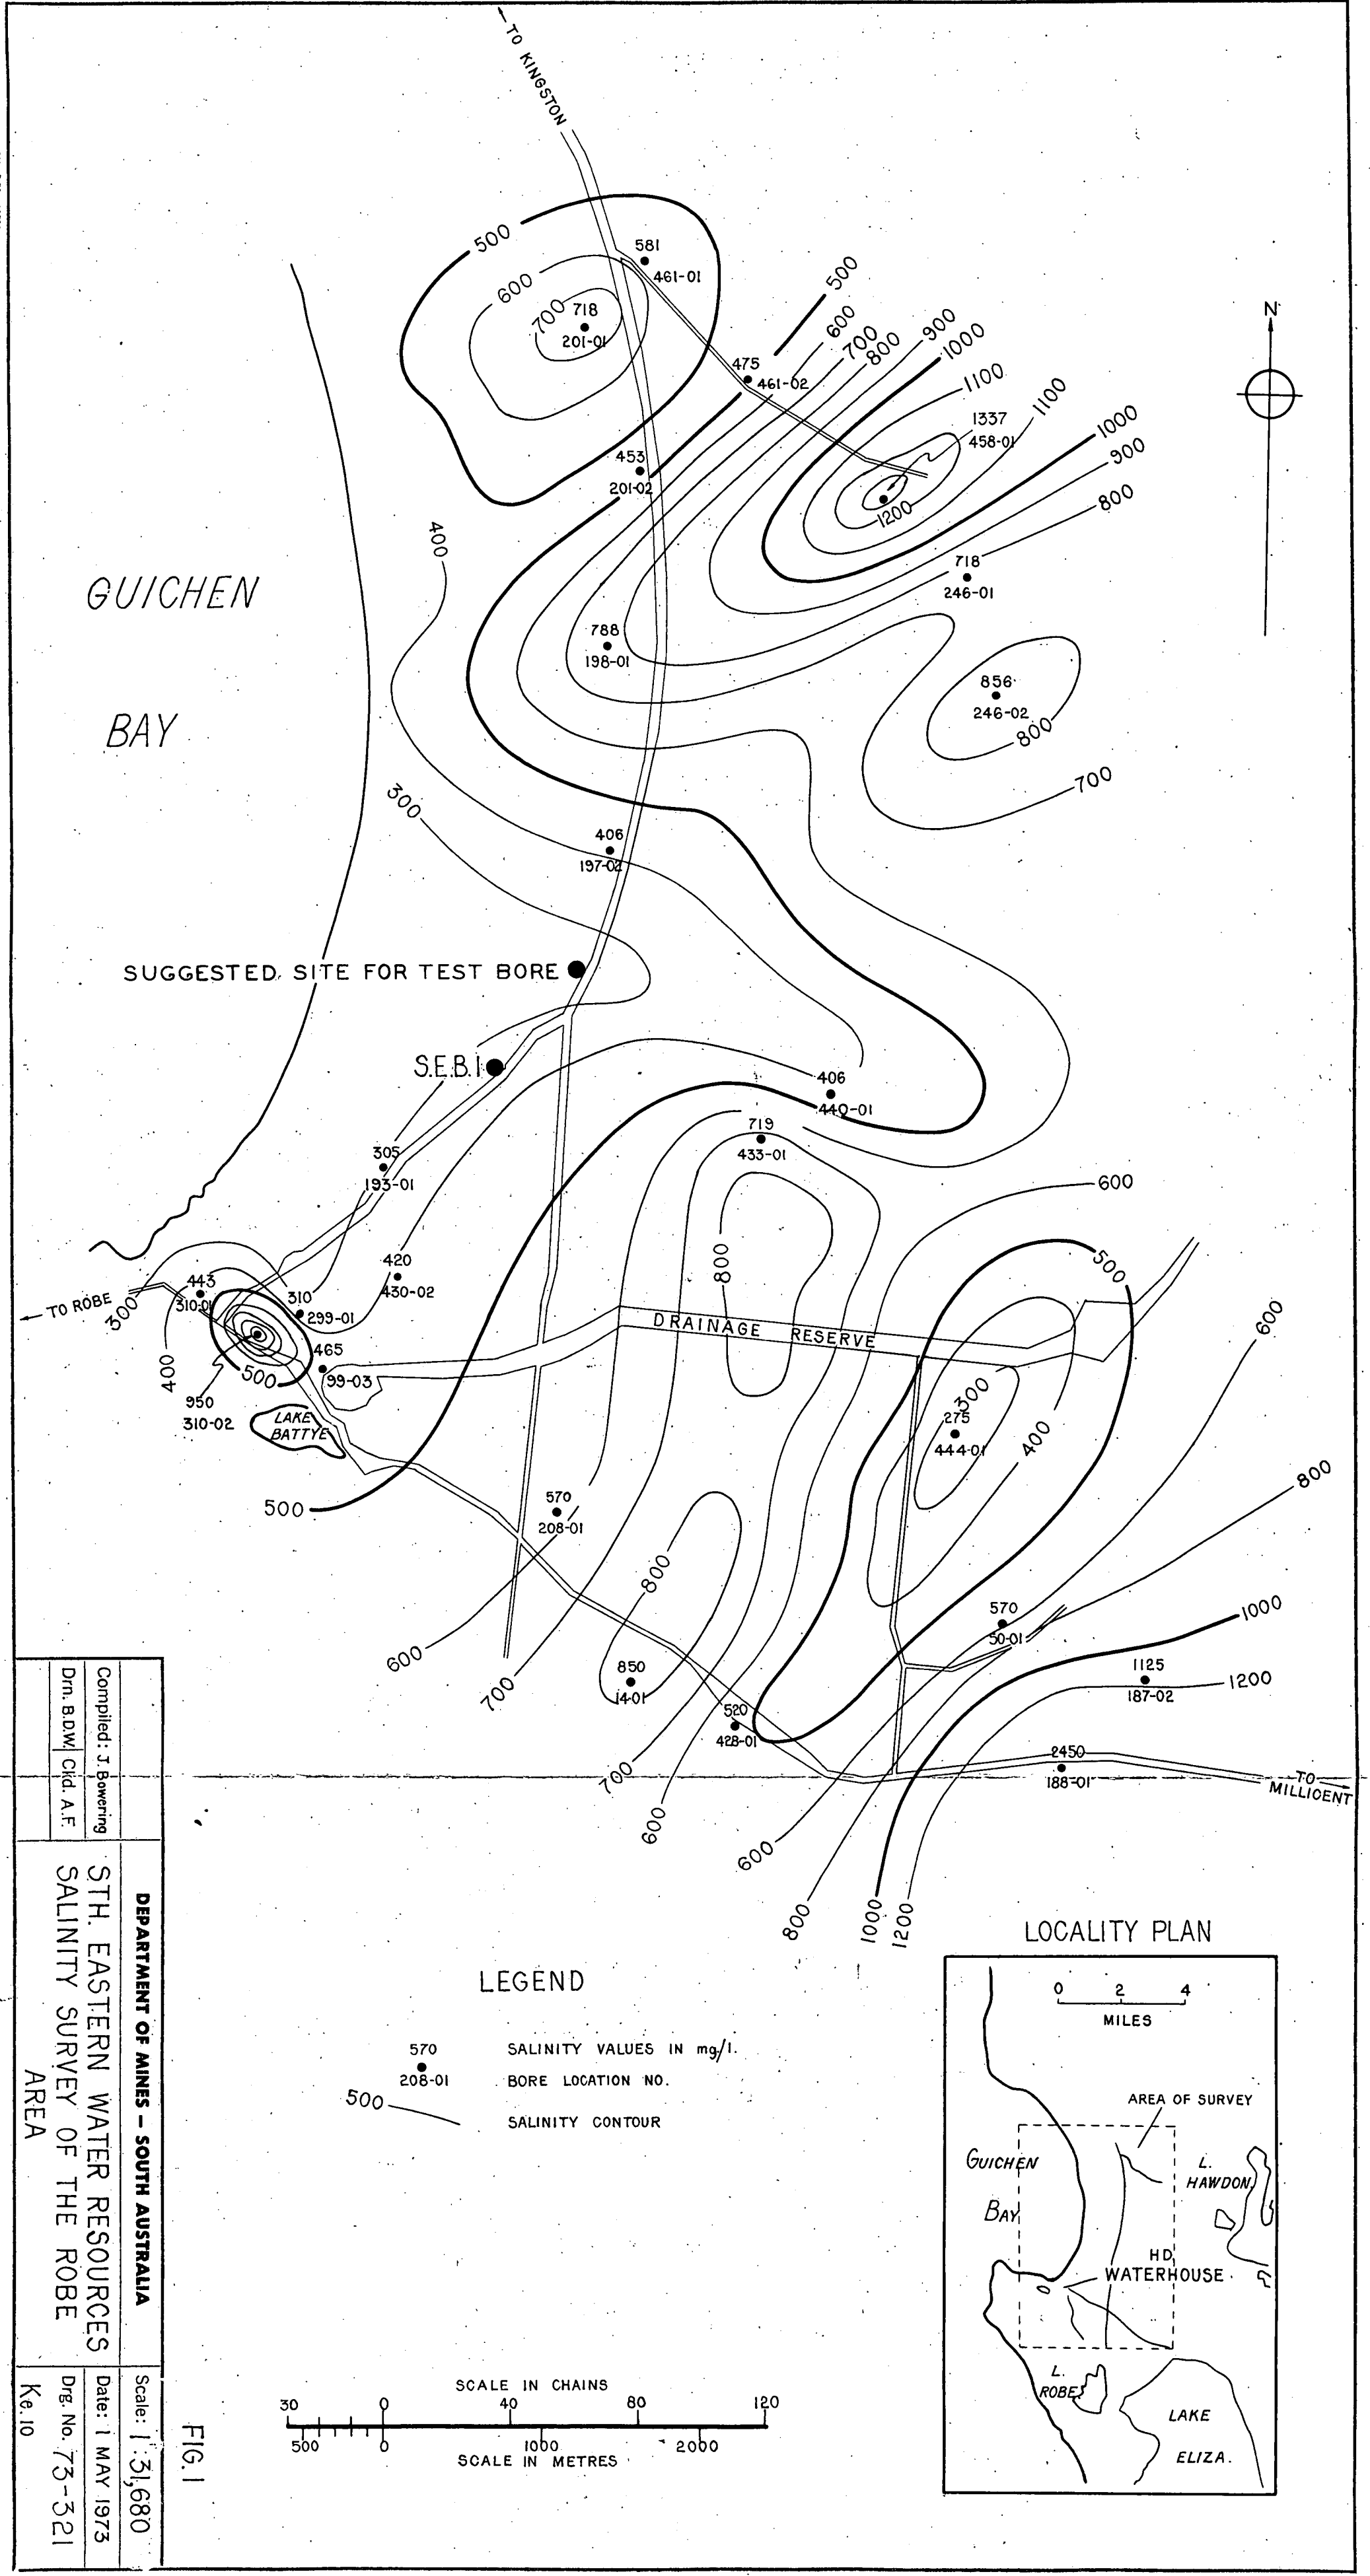 TO KINGSTON
500
581
461-01
600
700
718
201-01
500
600
700
800
900
1000
475
461-02
1100
1100
1337
458-01
1000
900
800
1200
453
201-02
400
718
246-01
N
GUICHEN
BAY
788
198-01
856
246-02
800
700
300
406
197-02
SUGGESTED SITE FOR TEST BORE
S.E.B.1
406
440-01
719
433-01
305
193-01
600
420
430-02
800
500
443
310-01
310
299-01
TO ROBE
300
DRAINAGE RESERVE
600
465
99-03
400
500
950
310-02
LAKE
BATTYE
300
275
444-01
400
800
500
570
208-01
800
570
50-01
1000
600
850
14-01
1125
187-02
1200
700
520
428-01
2450
188-01
TO
MILLICENT
700
600
600
800
1000
1200
LEGEND
570
208-01
SALINITY VALUES IN mg/l.
BORE LOCATION NO.
500
SALINITY CONTOUR
LOCALITY PLAN
0 2 4
MILES
AREA OF SURVEY
GUICHEN
BAY
L.
HAWDON
HD
WATERHOUSE
L.
ROBE
LAKE
ELIZA.
SCALE IN CHAINS
30 0 40 80 120
500 0 1000 2000
SCALE IN METRES
FIG. 1
DEPARTMENT OF MINES – SOUTH AUSTRALIA
STH. EASTERN WATER RESOURCES
SALINITY SURVEY OF THE ROBE
AREA
Compiled: J. Bowering
Drn. B.D.W. Ckd. A.F.
Scale: 1:31,680
Date: 1 MAY 1973
Drg. No. 73-321
Ke.10